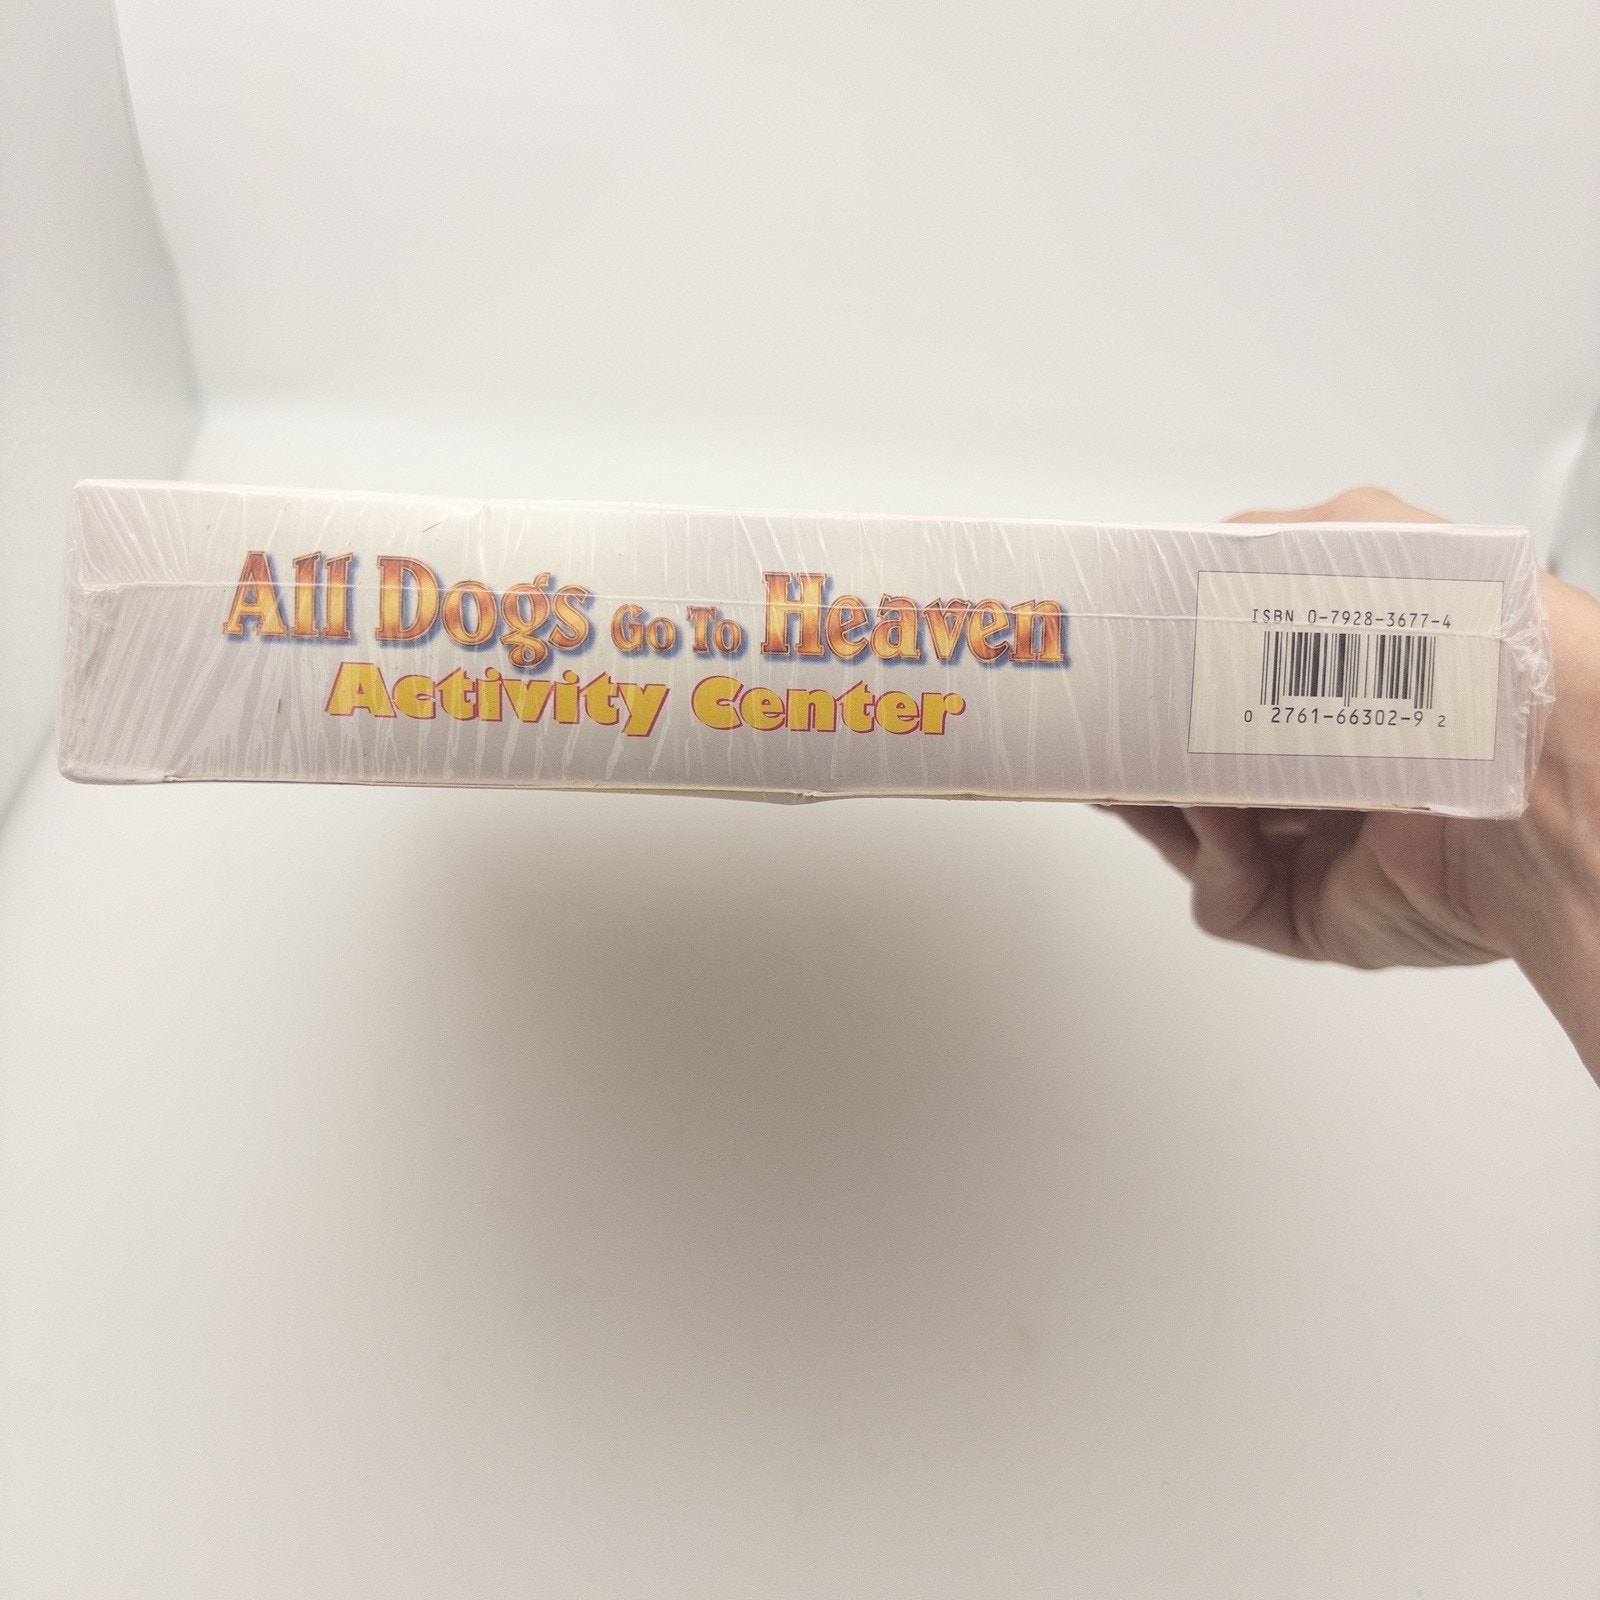 All Dogs Go To Heaven
Activity Center
ISBN 0-7928-3677-4
0 2761-66302-9 2